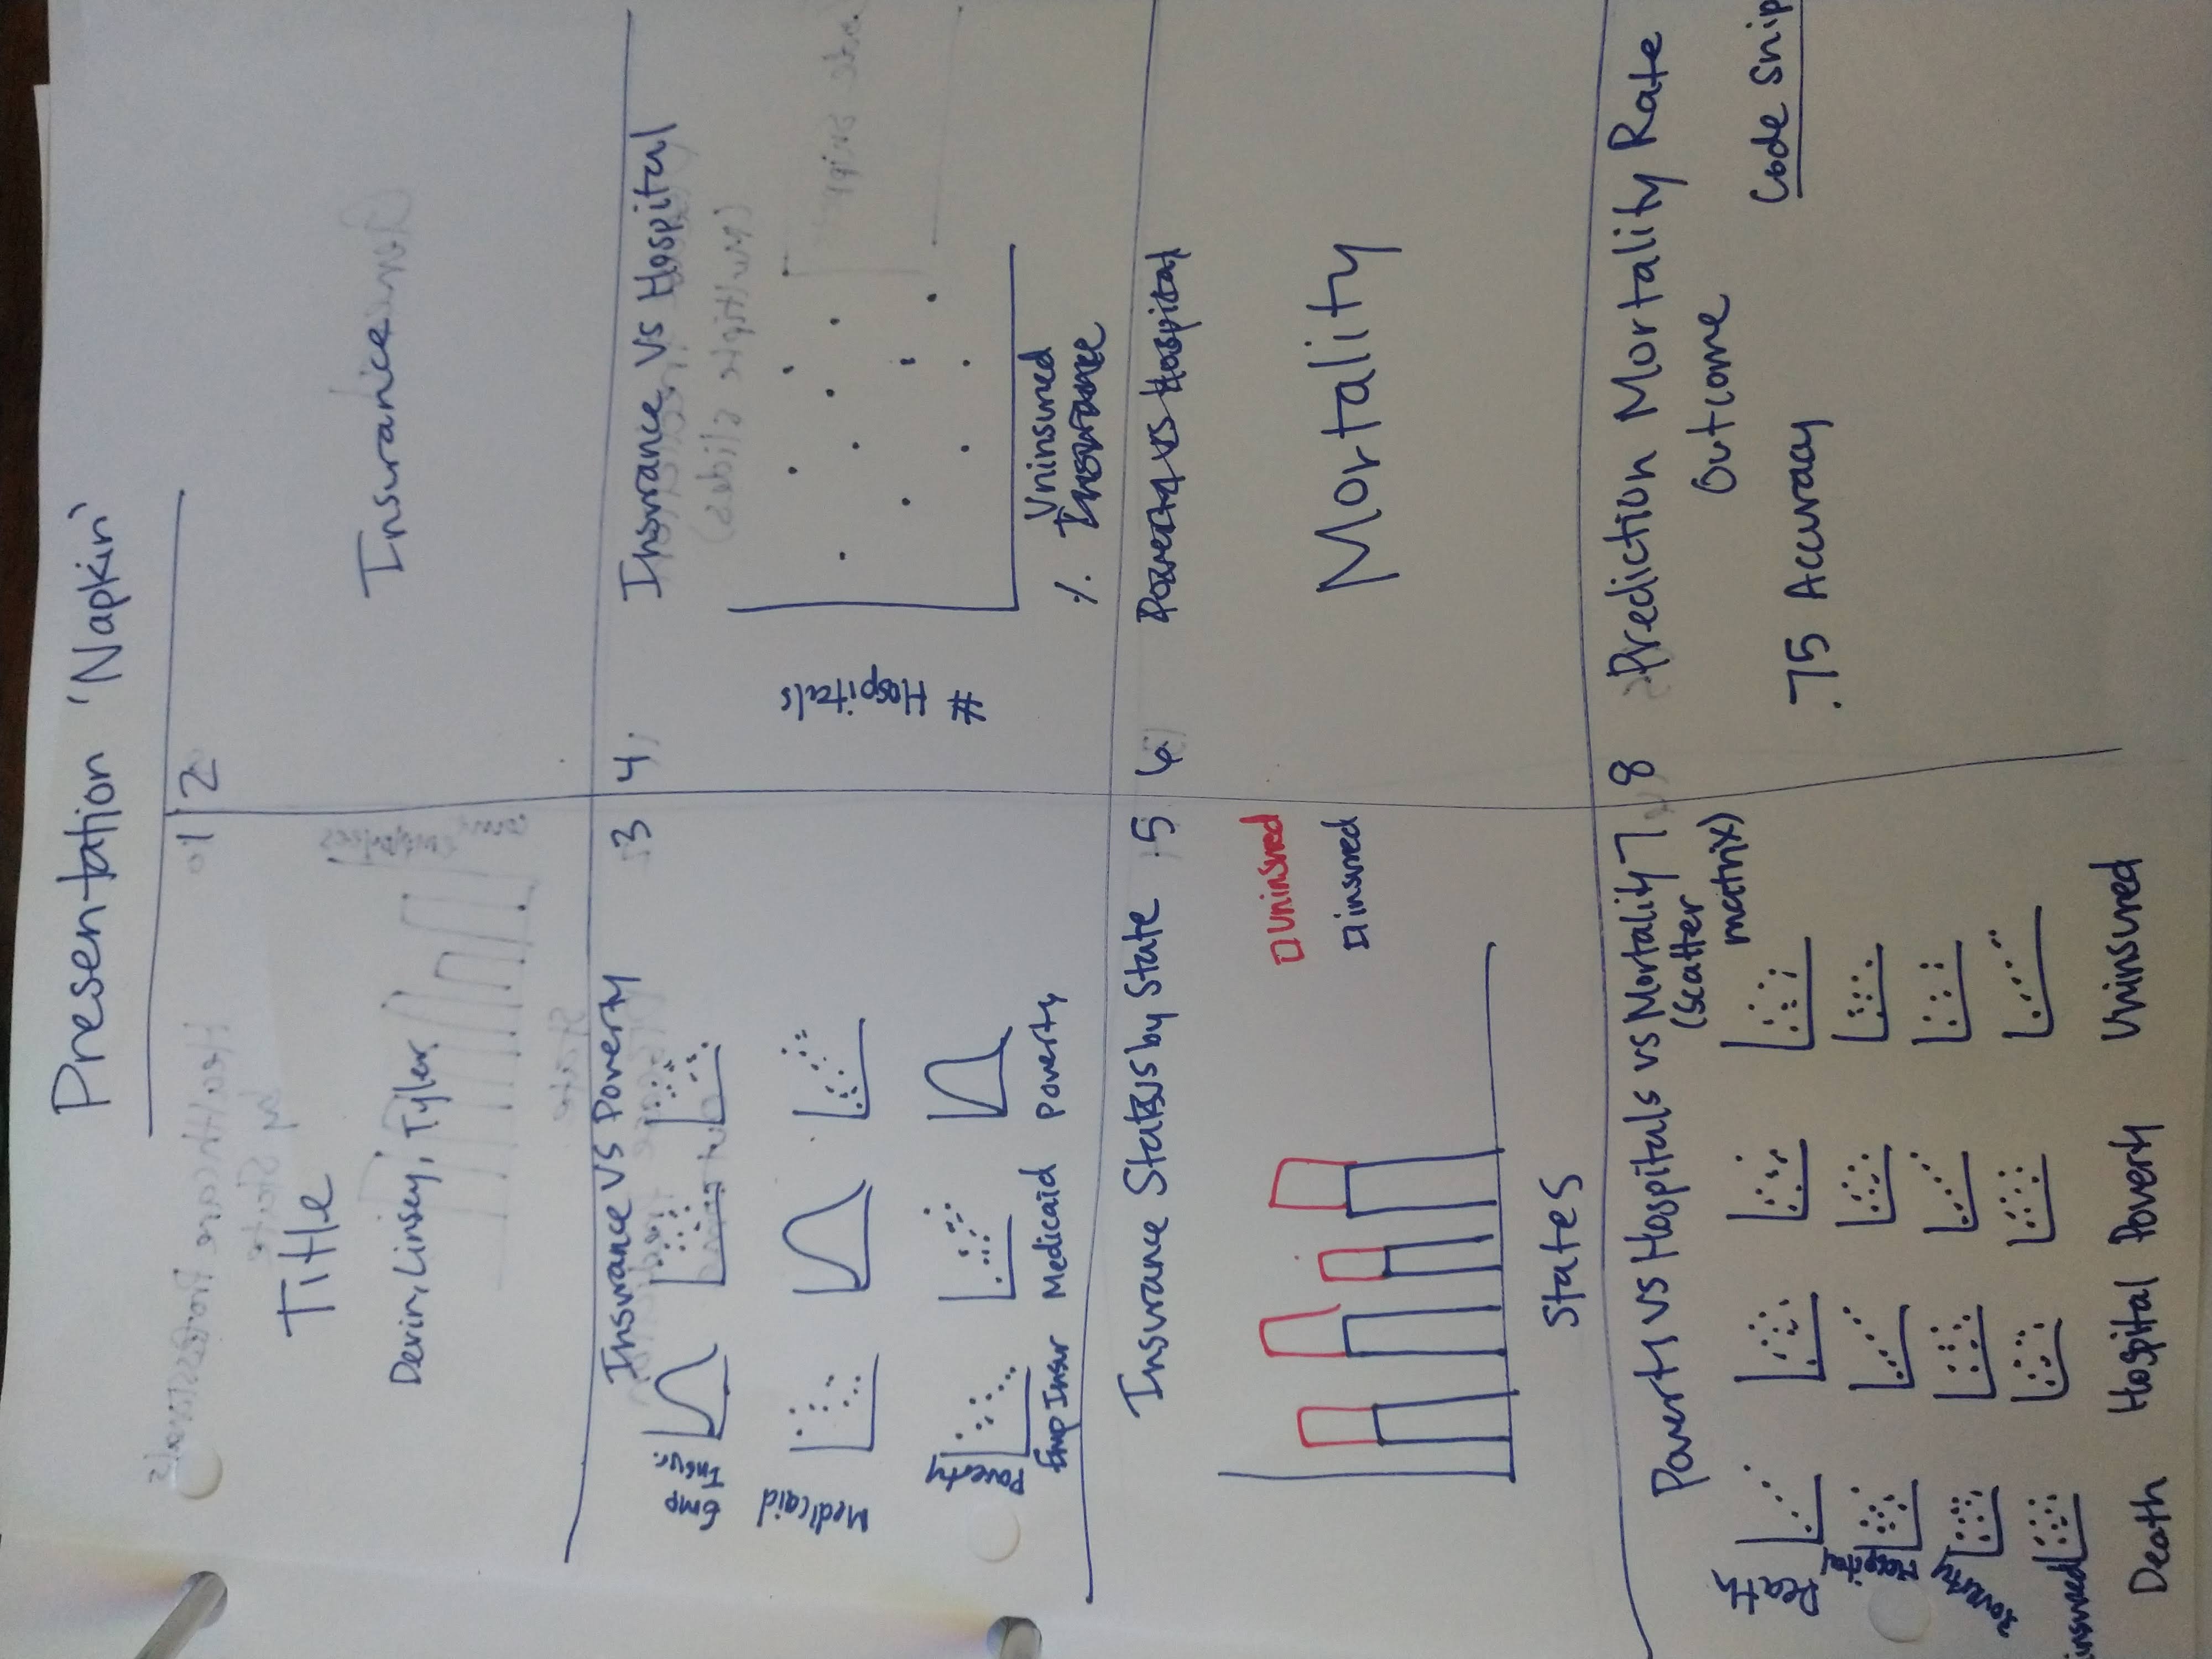 Presentation 'Napkin'
1
Title
Devin, Linsey, Tyler
2
Insurance
Insurance VS Poverty 3
Emp Insur.
Medicaid
Poverty
Emp Insur Medicaid Poverty
4
Insurance VS Hospital
# Hospitals
Uninsured
%
Insurance
Insurance Status by State 5
Uninsured
insured
States
6
Poverty VS Hospital
Mortality
Poverty VS Hospitals VS Mortality 7
(scatter
matrix)
Death
Hospital
Poverty
insured
Death Hospital Poverty Uninsured
8 Prediction Mortality Rate
Outcome
Code Snip
.75 Accuracy